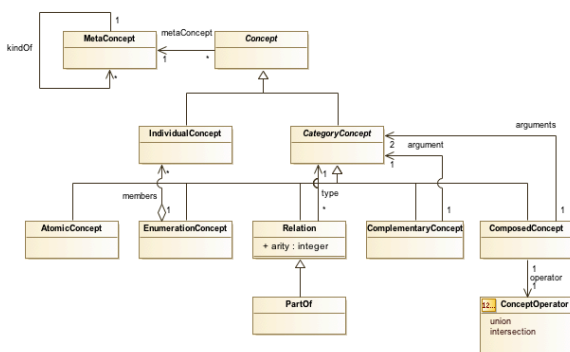 1
MetaConcept
metaConcept
Concept
kindOf
1
*
*
IndividualConcept
CategoryConcept
arguments
*
2
argument
1
1
members
type
1
*
1
1
AtomicConcept
EnumerationConcept
Relation
ComplementaryConcept
ComposedConcept
+ arity : integer
1
operator
1
PartOf
12... ConceptOperator
union
intersection